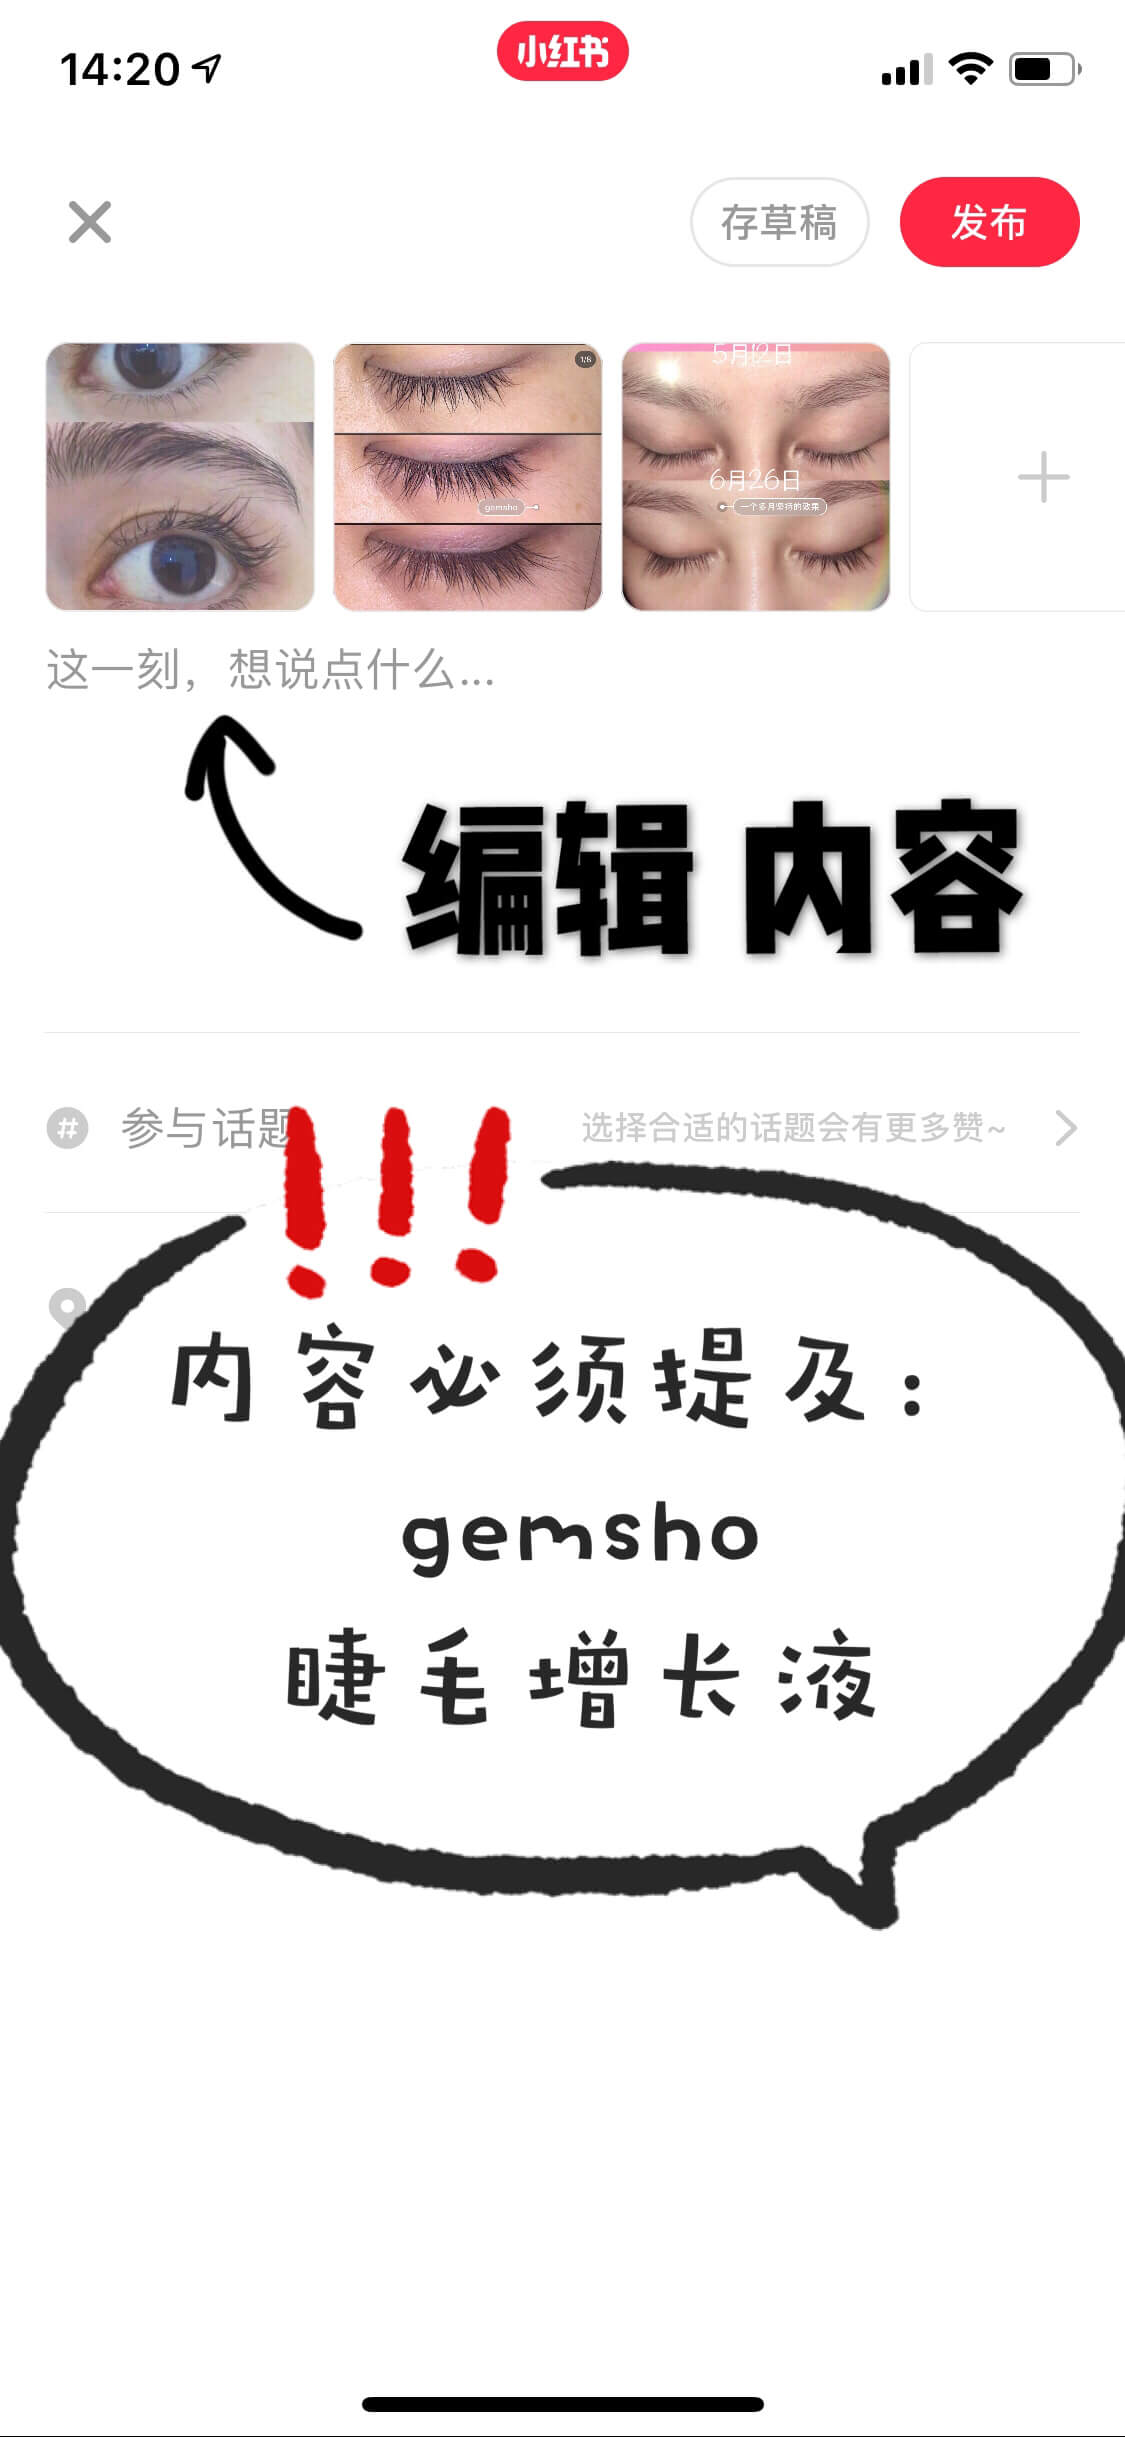 14:20
小红书
存草稿
发布
1/6
gemsho
5月12日
6月26日
一个多月坚持的效果
这一刻，想说点什么...
编辑 内容
参与话题
选择合适的话题会有更多赞~
!!!
内容必须提及：
gemsho
睫毛增长液